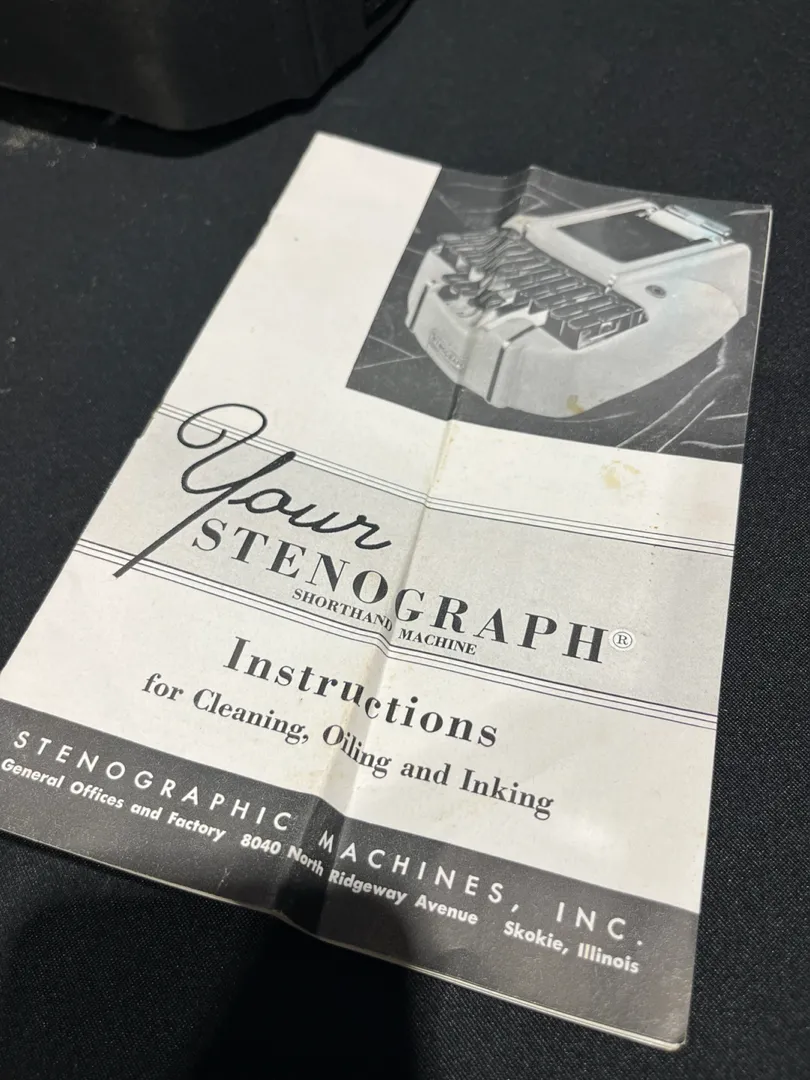 Your
STENOGRAPH®
SHORTHAND MACHINE
Instructions
for Cleaning, Oiling and Inking
STENOGRAPHIC MACHINES, INC.
General Offices and Factory 8040 North Ridgeway Avenue Skokie, Illinois